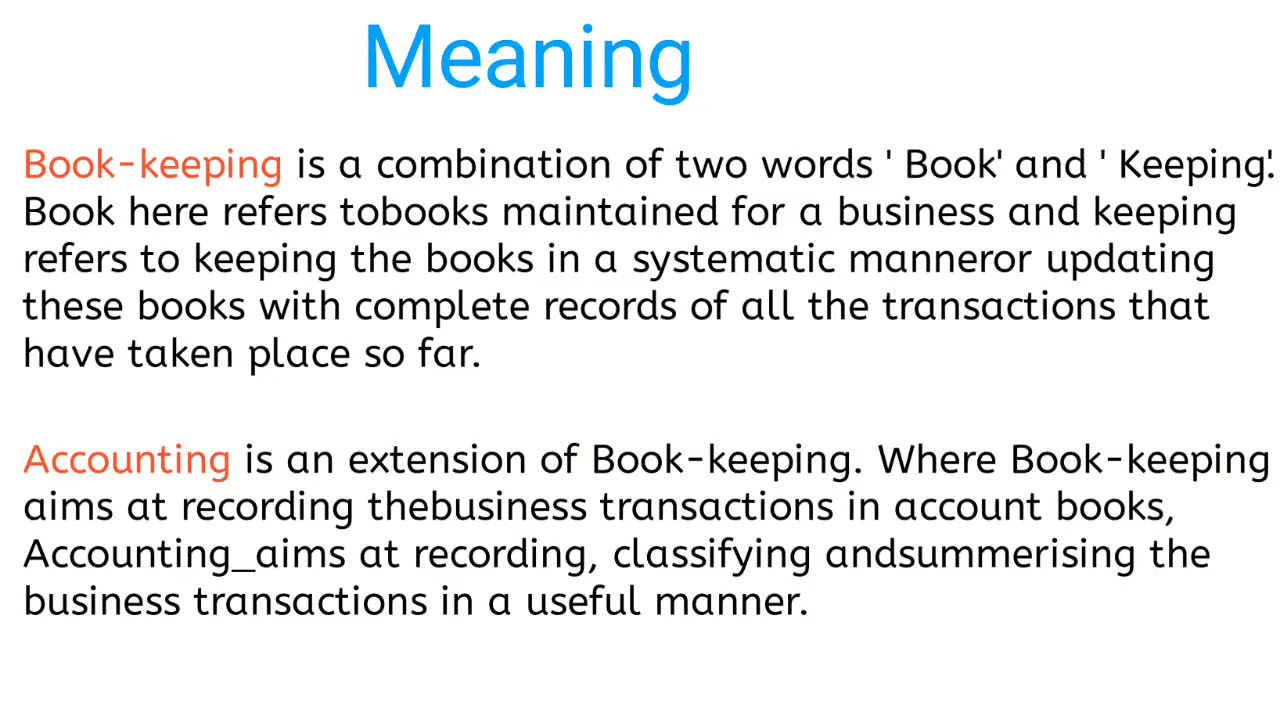 Meaning
Book-keeping is a combination of two words ' Book' and ' Keeping'.
Book here refers tobooks maintained for a business and keeping
refers to keeping the books in a systematic manneror updating
these books with complete records of all the transactions that
have taken place so far.
Accounting is an extension of Book-keeping. Where Book-keeping
aims at recording thebusiness transactions in account books,
Accounting_aims at recording, classifying andsummerising the
business transactions in a useful manner.